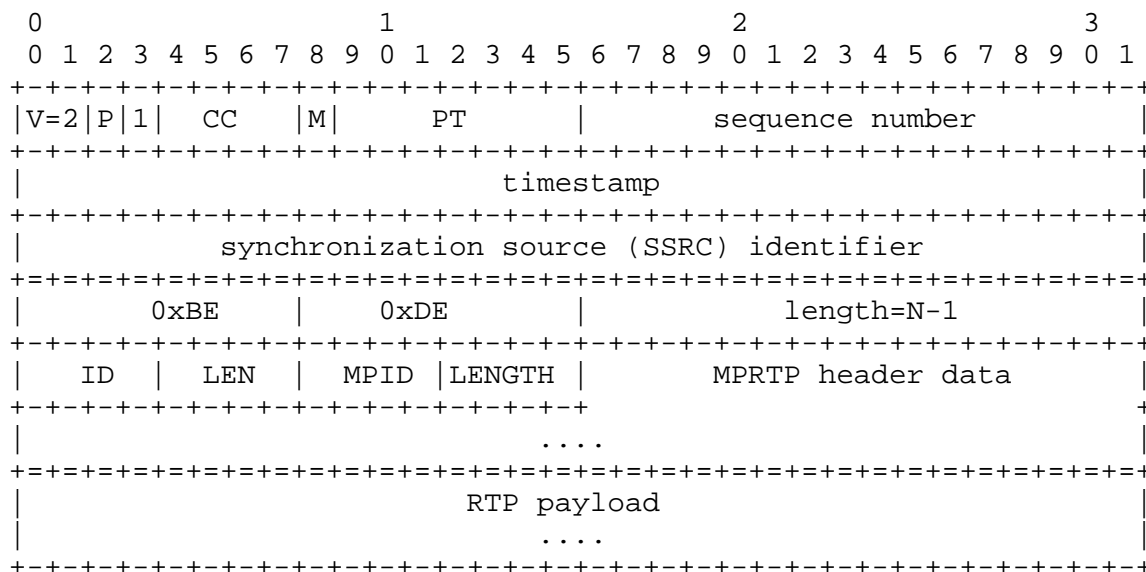 0                   1                   2                   3
 0 1 2 3 4 5 6 7 8 9 0 1 2 3 4 5 6 7 8 9 0 1 2 3 4 5 6 7 8 9 0 1
+-+-+-+-+-+-+-+-+-+-+-+-+-+-+-+-+-+-+-+-+-+-+-+-+-+-+-+-+-+-+-+-+
|V=2|P|1|  CC   |M|     PT      |       sequence number         |
+-+-+-+-+-+-+-+-+-+-+-+-+-+-+-+-+-+-+-+-+-+-+-+-+-+-+-+-+-+-+-+-+
|                           timestamp                           |
+-+-+-+-+-+-+-+-+-+-+-+-+-+-+-+-+-+-+-+-+-+-+-+-+-+-+-+-+-+-+-+-+
|           synchronization source (SSRC) identifier            |
+=+=+=+=+=+=+=+=+=+=+=+=+=+=+=+=+=+=+=+=+=+=+=+=+=+=+=+=+=+=+=+=+
|       0xBE    |    0xDE       |           length=N-1          |
+-+-+-+-+-+-+-+-+-+-+-+-+-+-+-+-+-+-+-+-+-+-+-+-+-+-+-+-+-+-+-+-+
|   ID  |  LEN  |  MPID |LENGTH |       MPRTP header data       |
+-+-+-+-+-+-+-+-+-+-+-+-+-+-+-+-+                               +
|                             ....                              |
+=+=+=+=+=+=+=+=+=+=+=+=+=+=+=+=+=+=+=+=+=+=+=+=+=+=+=+=+=+=+=+=+
|                         RTP payload                           |
|                             ....                              |
+-+-+-+-+-+-+-+-+-+-+-+-+-+-+-+-+-+-+-+-+-+-+-+-+-+-+-+-+-+-+-+-+